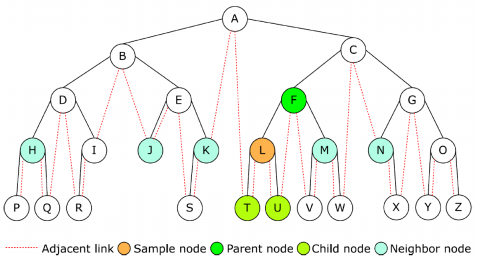 A
B C
D E F G
H I J K L M N O
P Q R S T U V W X Y Z
Adjacent link Sample node Parent node Child node Neighbor node